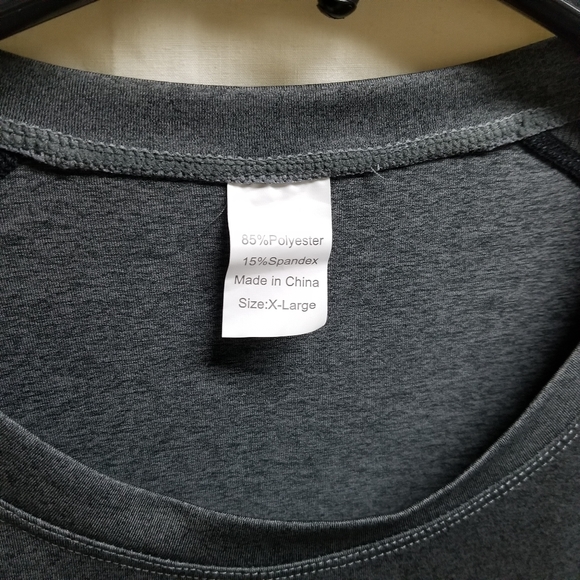 85%Polyester
15%Spandex
Made in China
Size:X-Large